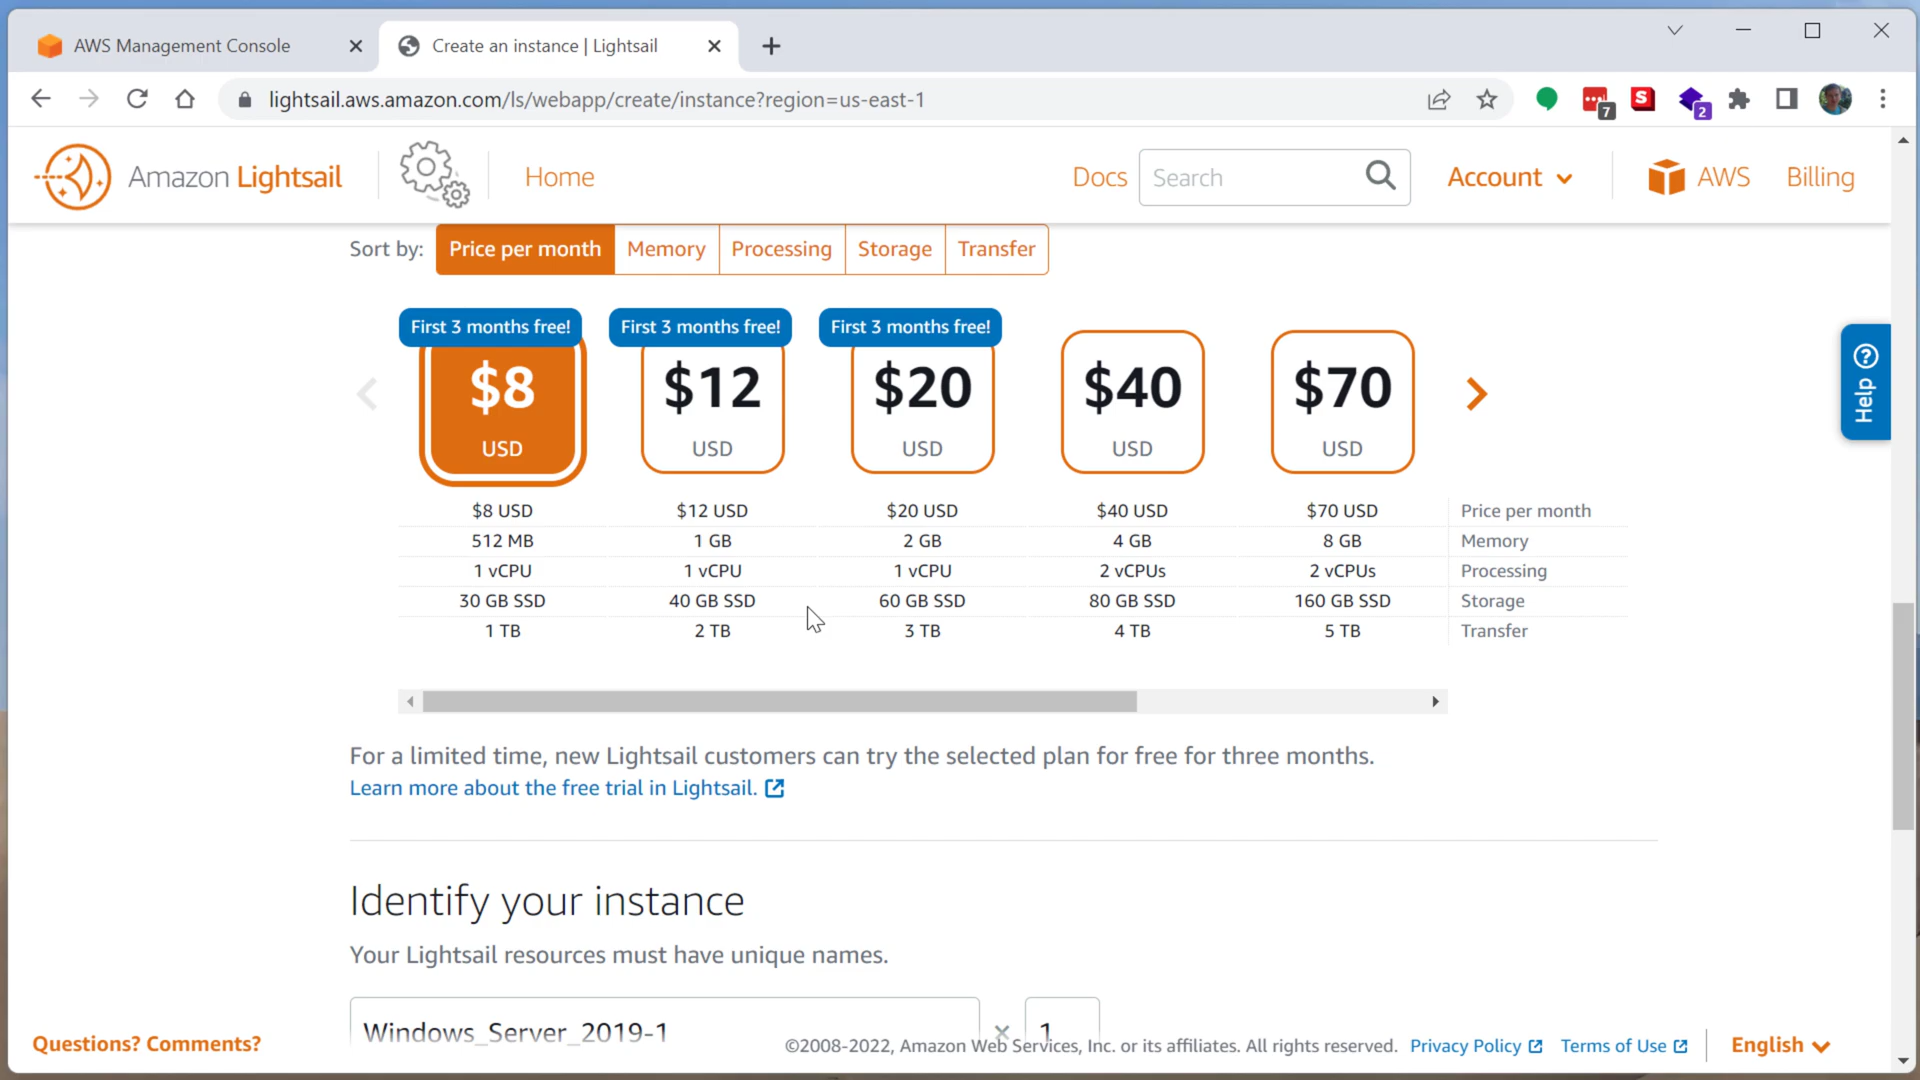 AWS Management Console
Create an instance | Lightsail
lightsail.aws.amazon.com/ls/webapp/create/instance?region=us-east-1
7
S
2
Amazon Lightsail
Home
Docs
Search
Account
AWS
Billing
Sort by:
Price per month
Memory
Processing
Storage
Transfer
First 3 months free!
First 3 months free!
First 3 months free!
$8 USD
$12 USD
$20 USD
$40 USD
$70 USD
$8 USD $12 USD $20 USD $40 USD $70 USD Price per month
512 MB 1 GB 2 GB 4 GB 8 GB Memory
1 vCPU 1 vCPU 1 vCPU 2 vCPUs 2 vCPUs Processing
30 GB SSD 40 GB SSD 60 GB SSD 80 GB SSD 160 GB SSD Storage
1 TB 2 TB 3 TB 4 TB 5 TB Transfer
Help
For a limited time, new Lightsail customers can try the selected plan for free for three months.
Learn more about the free trial in Lightsail.
Identify your instance
Your Lightsail resources must have unique names.
Windows_Server_2019-1
× 1
Questions? Comments?
©2008-2022, Amazon Web Services, Inc. or its affiliates. All rights reserved.
Privacy Policy
Terms of Use
English